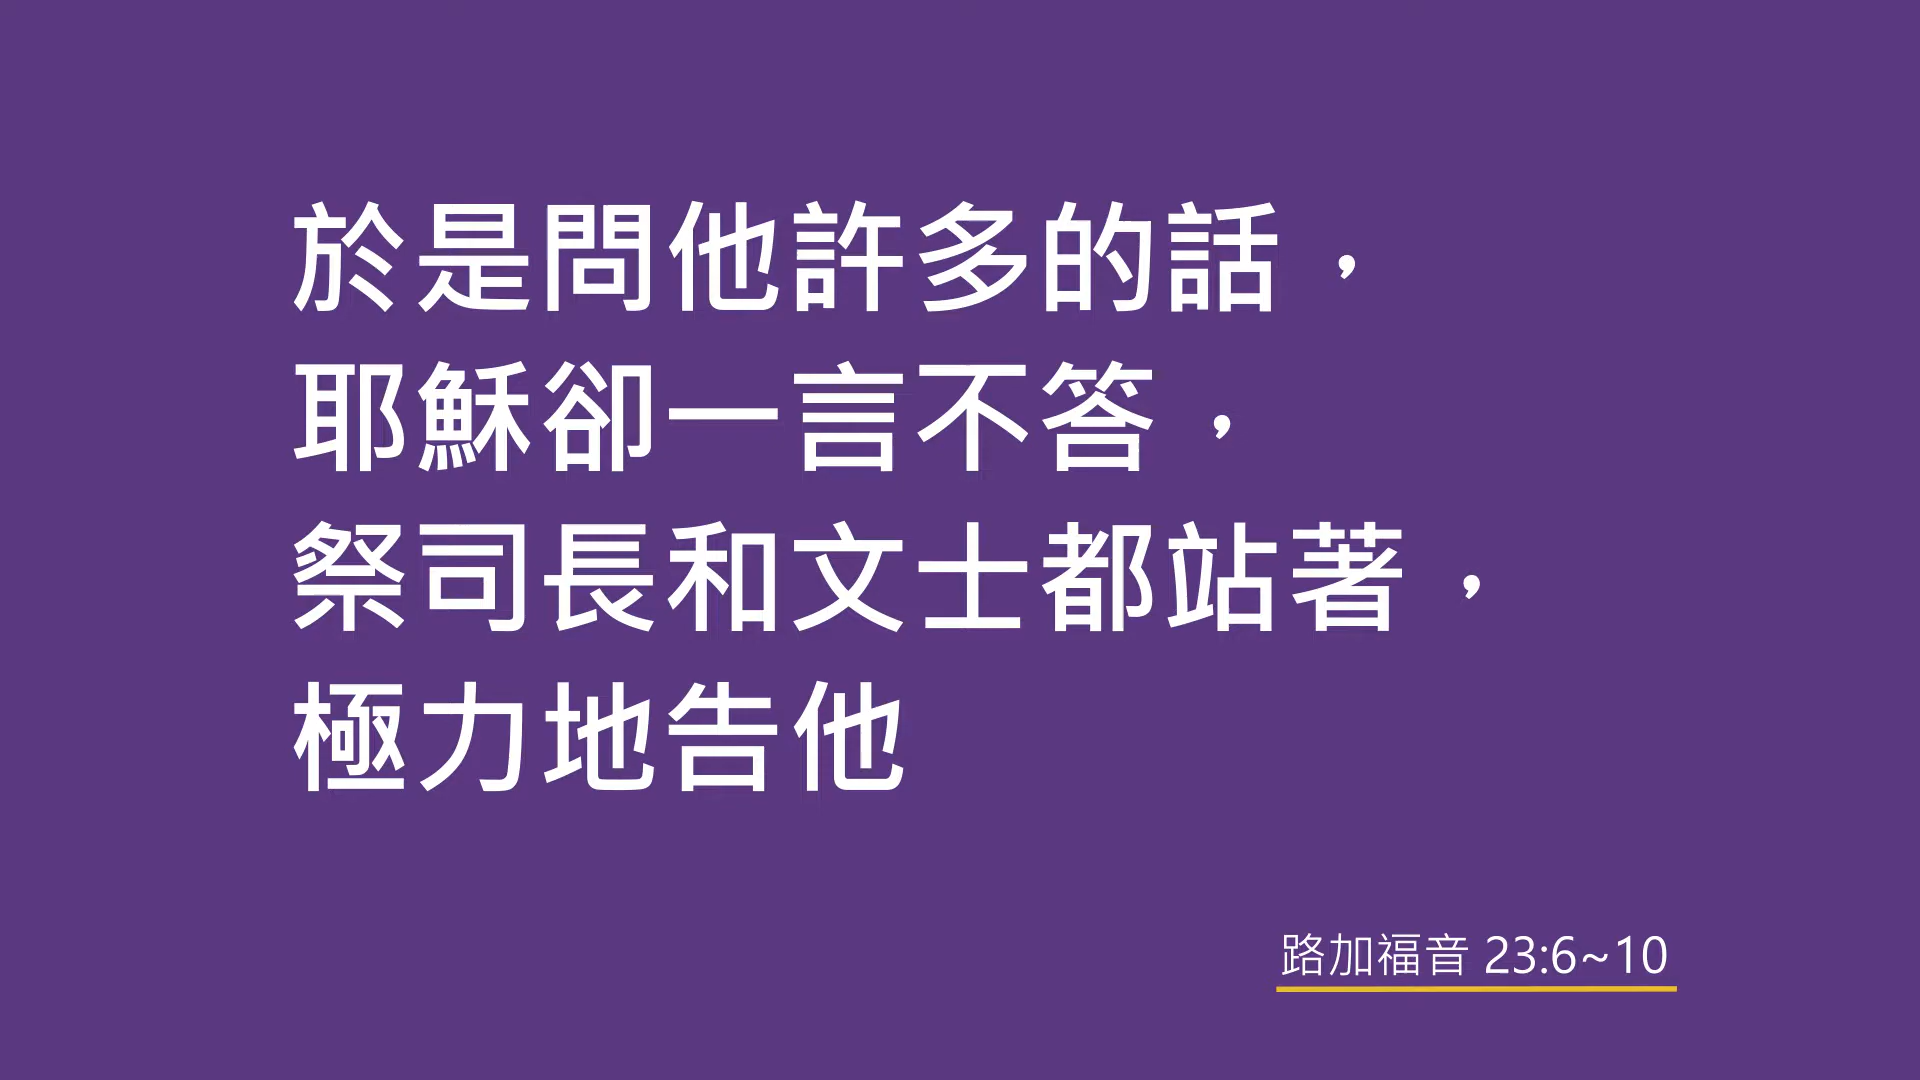 於是問他許多的話，
耶穌卻一言不答，
祭司長和文士都站著，
極力地告他
路加福音 23:6~10